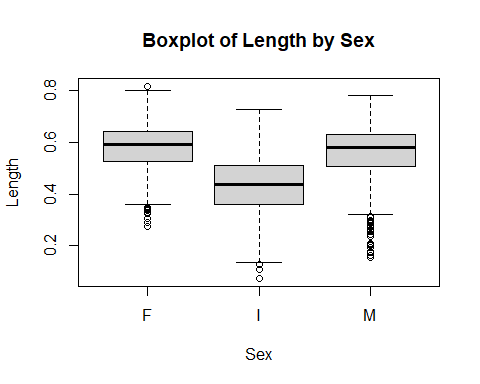 Boxplot of Length by Sex
Length
0.8
0.6
0.4
0.2
F I M
Sex